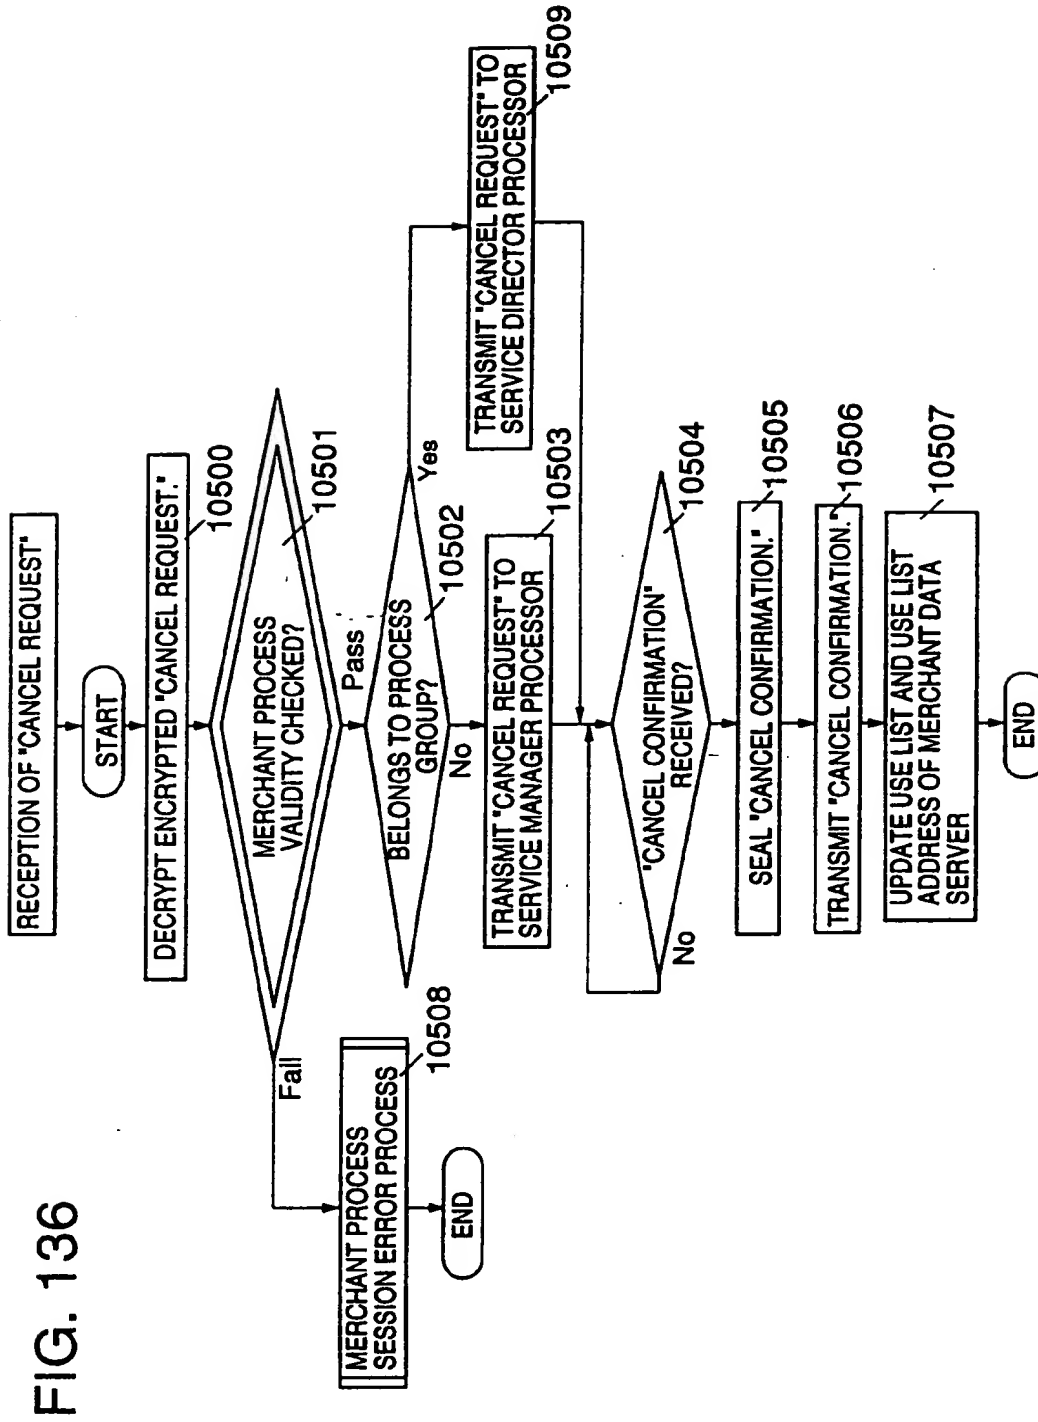 FIG. 136
RECEPTION OF "CANCEL REQUEST"
START
DECRYPT ENCRYPTED "CANCEL REQUEST."
10500
MERCHANT PROCESS
VALIDITY CHECKED?
10501
Fail
Pass
MERCHANT PROCESS
SESSION ERROR PROCESS
10508
END
BELONGS TO PROCESS
GROUP?
10502
Yes
No
TRANSMIT "CANCEL REQUEST" TO
SERVICE MANAGER PROCESSOR
10503
TRANSMIT "CANCEL REQUEST" TO
SERVICE DIRECTOR PROCESSOR
10509
"CANCEL CONFIRMATION"
RECEIVED?
10504
No
SEAL "CANCEL CONFIRMATION."
10505
TRANSMIT "CANCEL CONFIRMATION."
10506
UPDATE USE LIST AND USE LIST
ADDRESS OF MERCHANT DATA
SERVER
10507
END